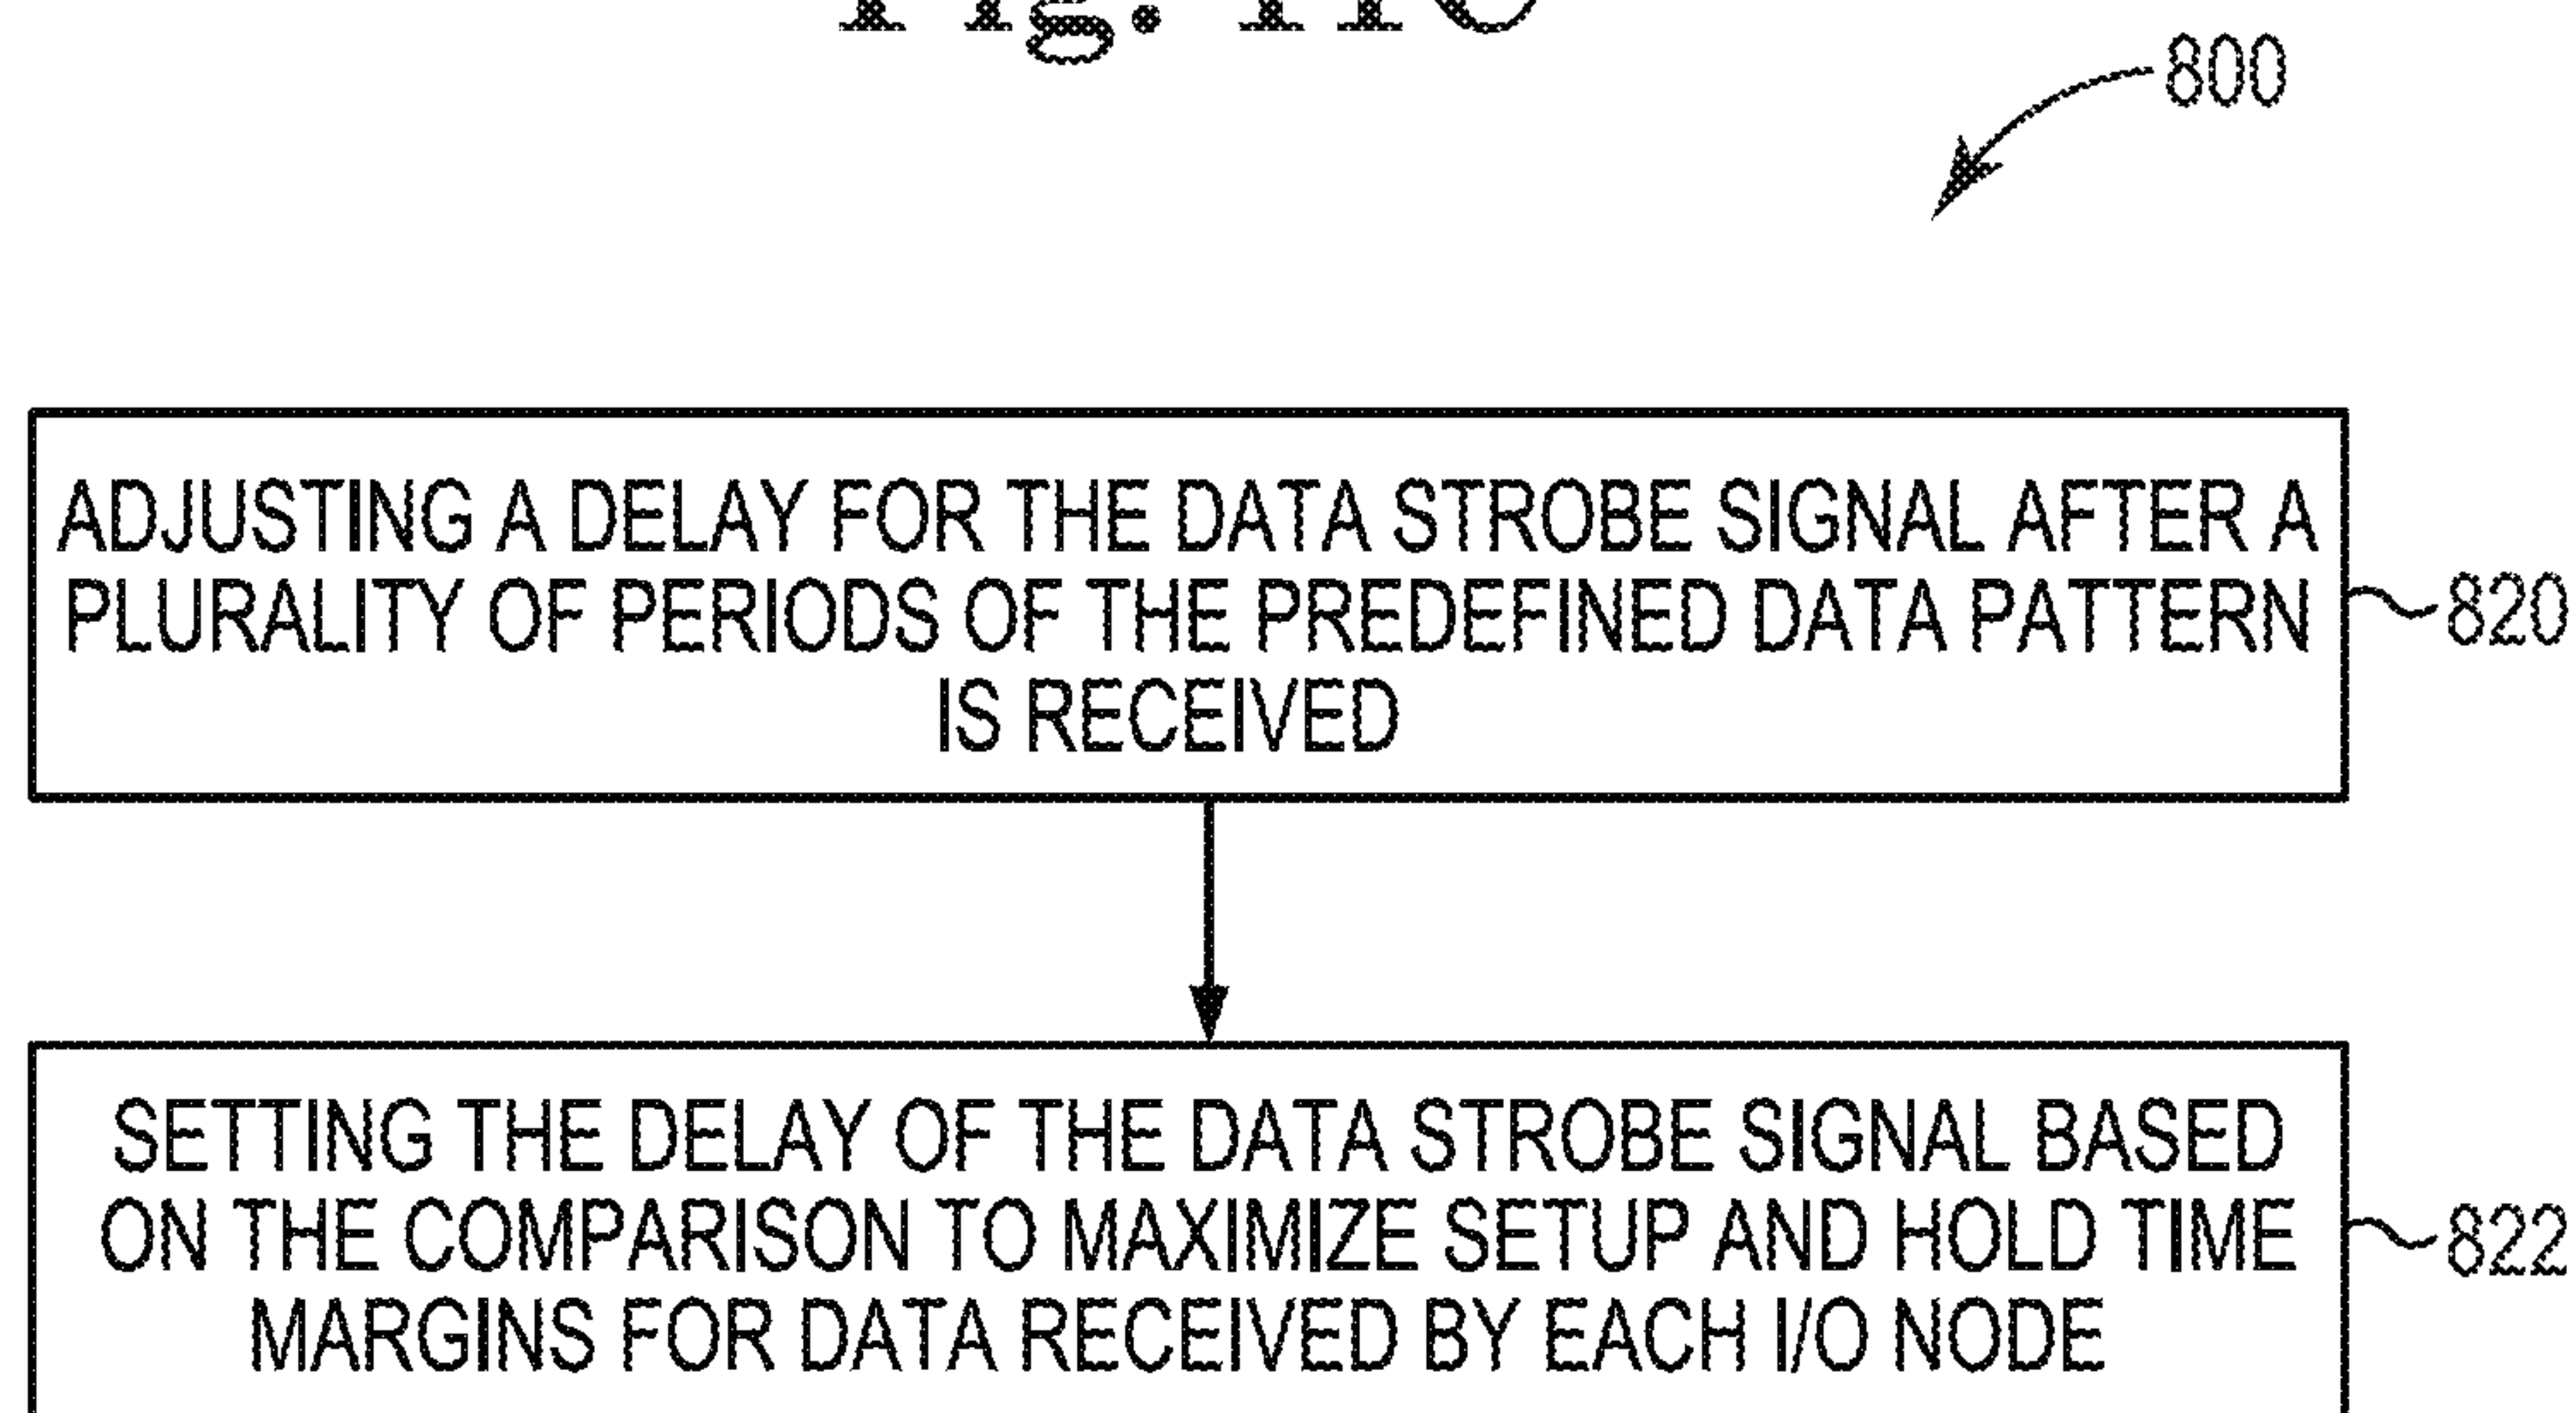 Fig. 11C
800
ADJUSTING A DELAY FOR THE DATA STROBE SIGNAL AFTER A
PLURALITY OF PERIODS OF THE PREDEFINED DATA PATTERN
IS RECEIVED
820
SETTING THE DELAY OF THE DATA STROBE SIGNAL BASED
ON THE COMPARISON TO MAXIMIZE SETUP AND HOLD TIME
MARGINS FOR DATA RECEIVED BY EACH I/O NODE
822